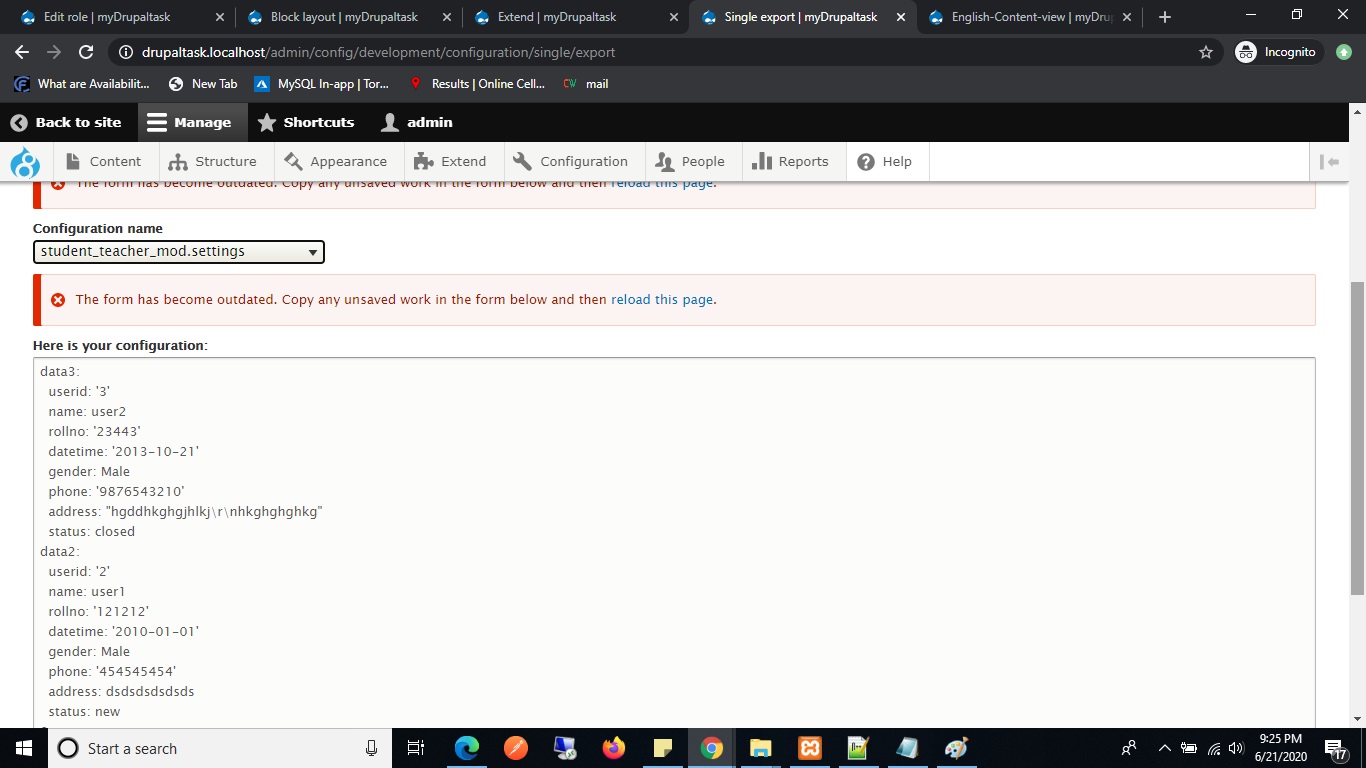 Edit role | myDrupaltask
Block layout | myDrupaltask
Extend | myDrupaltask
Single export | myDrupaltask
English-Content-view | myDrup
drupaltask.localhost/admin/config/development/configuration/single/export
Incognito
What are Availabilit...
New Tab
MySQL In-app | Tor...
Results | Online Cell...
CW mail
Back to site
Manage
Shortcuts
admin
Content
Structure
Appearance
Extend
Configuration
People
Reports
Help
The form has become outdated. Copy any unsaved work in the form below and then reload this page.
Configuration name
student_teacher_mod.settings
The form has become outdated. Copy any unsaved work in the form below and then reload this page.
Here is your configuration:
data3:
userid: '3'
name: user2
rollno: '23443'
datetime: '2013-10-21'
gender: Male
phone: '9876543210'
address: "hgddhkghgjhlkj\r\nhkghghghkg"
status: closed
data2:
userid: '2'
name: user1
rollno: '121212'
datetime: '2010-01-01'
gender: Male
phone: '454545454'
address: dsdsdsdsdsds
status: new
Start a search
9:25 PM
6/21/2020
17